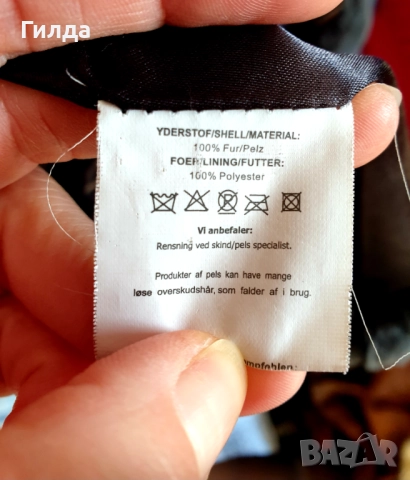 Гилда
YDERSTOF/SHELL/MATERIAL:
100% Fur/Pelz
FOER/LINING/FUTTER:
100% Polyester
Vi anbefaler:
Rensning ved skind/pels specialist.
Produkter af pels kan have mange
løse overskudshår, som falder af i brug.
BAZAR